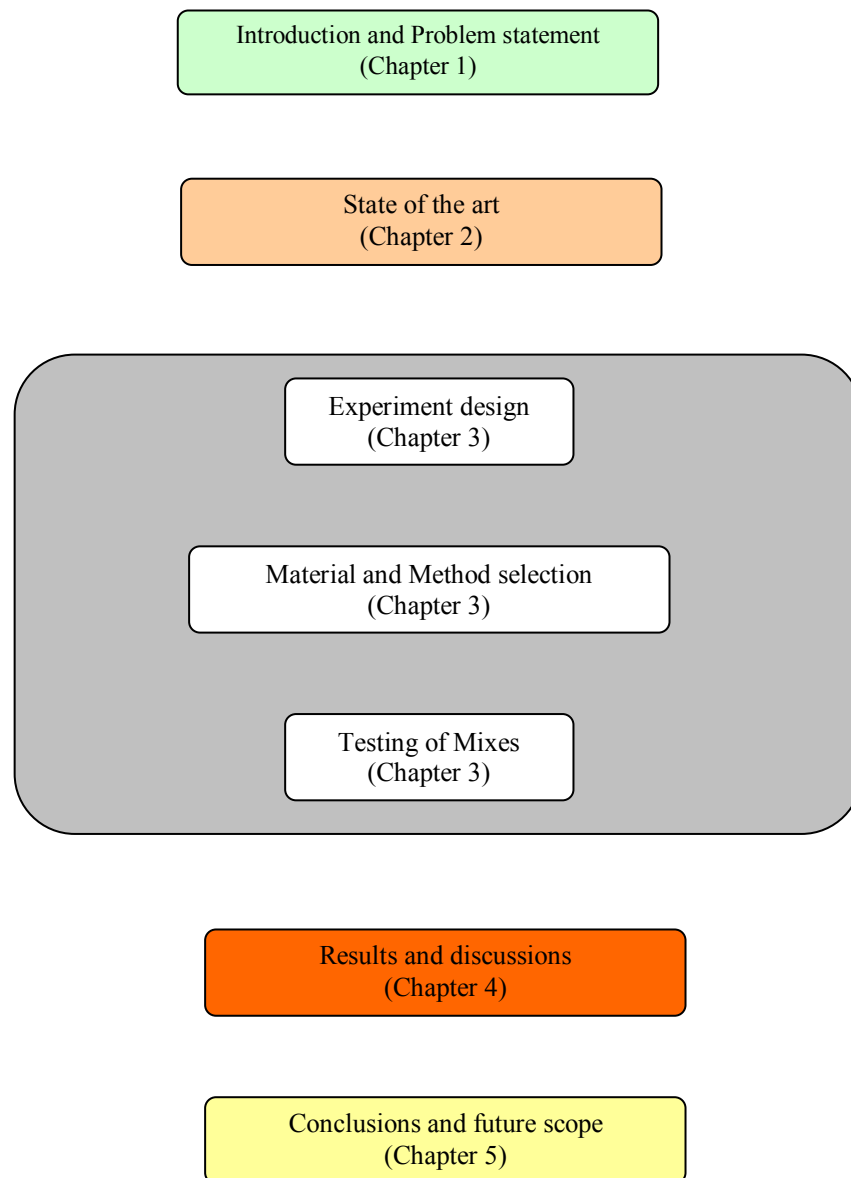 Introduction and Problem statement
(Chapter 1)
State of the art
(Chapter 2)
Experiment design
(Chapter 3)
Material and Method selection
(Chapter 3)
Testing of Mixes
(Chapter 3)
Results and discussions
(Chapter 4)
Conclusions and future scope
(Chapter 5)